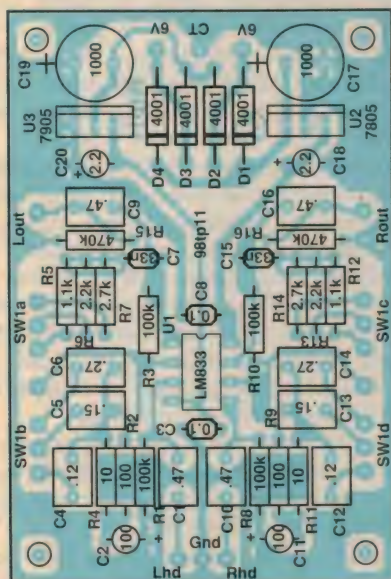 6V CT 6V
C19 + 1000
+ 1000 C17
U3 7805
4001 4001 4001 4001
U2 7805
D4 D3 D2 D1
C20 + 2.2
+ 2.2 C18
.47 C9
C16 .47
Lout
Rout
470k R15
R16 470k
98tp11
33n C7
C15 33n
R5 1.1k 2.2k 2.7k R7
R14 2.7k 2.2k 1.1k R12
SW1a
SW1c
100k R3
U1
0.1 C8
100k R10
R6
R13
C6 .27
.27 C14
LM833
C5 .15
.15 C13
SW1b
SW1d
R2
R9
C3 0.1
C4 .12
R4 10 100 100k R1
.47 C1
C10 .47
R8 100k 100 10 R11
.12 C12
C2 100 +
+ 100 C11
Gnd
Lhd
Rhd